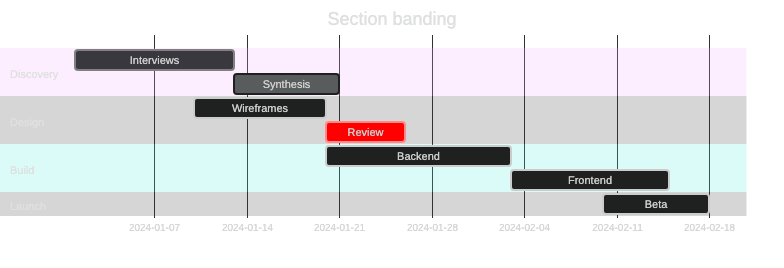 Section banding
Interviews
Discovery
Synthesis
Wireframes
Design
Review
Backend
Build
Frontend
Launch
Beta
2024-01-07 2024-01-14 2024-01-21 2024-01-28 2024-02-04 2024-02-11 2024-02-18